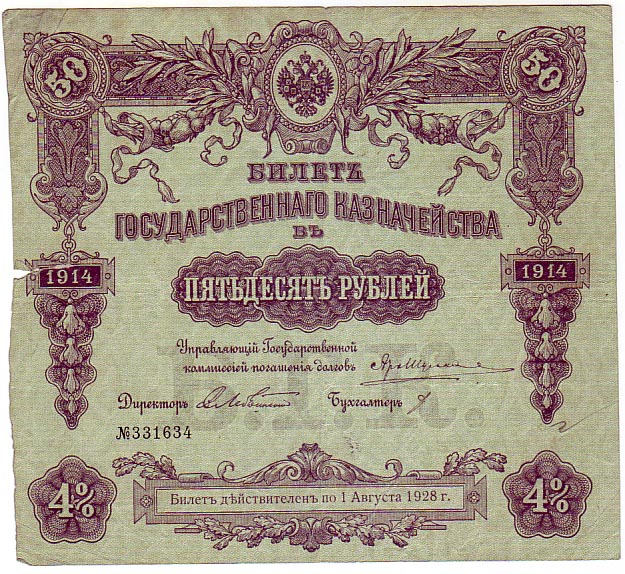 50 50
БИЛЕТЪ
ГОСУДАРСТВЕННАГО КАЗНАЧЕЙСТВА
ВЪ
1914 1914
ПЯТЬДЕСЯТЪ РУБЛЕЙ
Управляющій Государственной
коммиссіей погашенія долговъ
Директоръ Бухгалтеръ
№331634
4% 4%
Билетъ дѣйствителенъ по 1 Августа 1928 г.